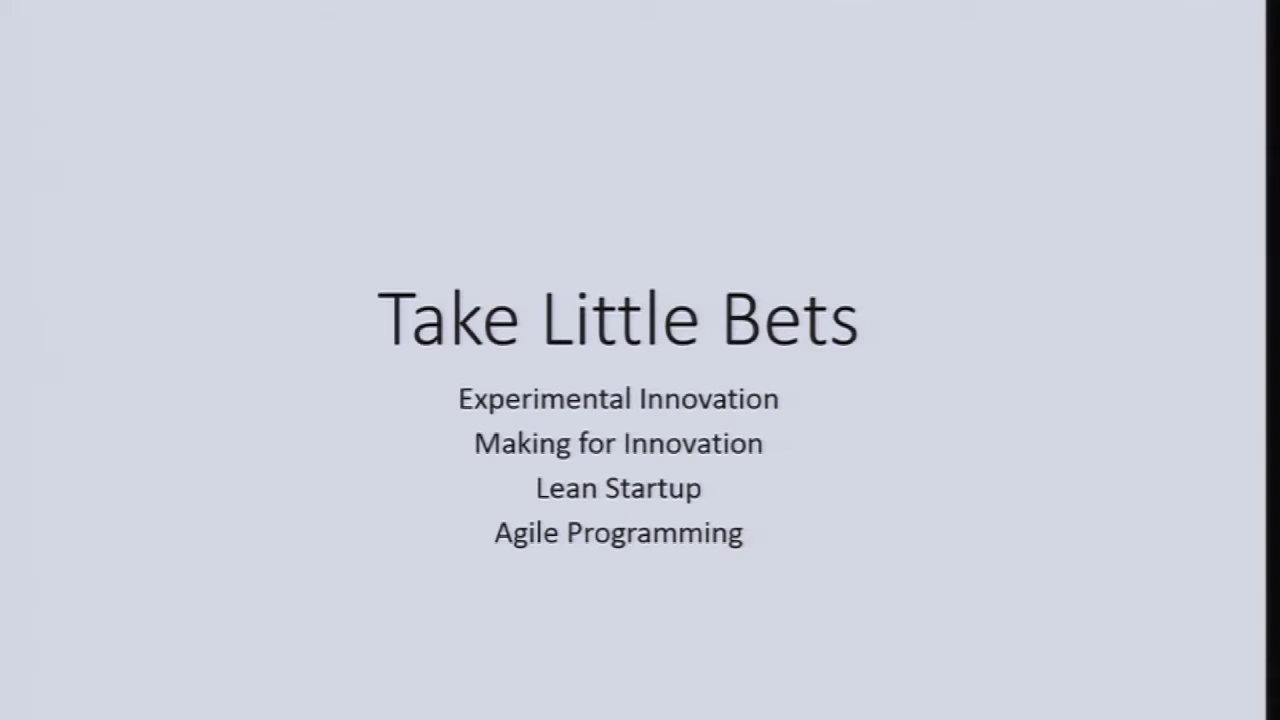 Take Little Bets
Experimental Innovation
Making for Innovation
Lean Startup
Agile Programming